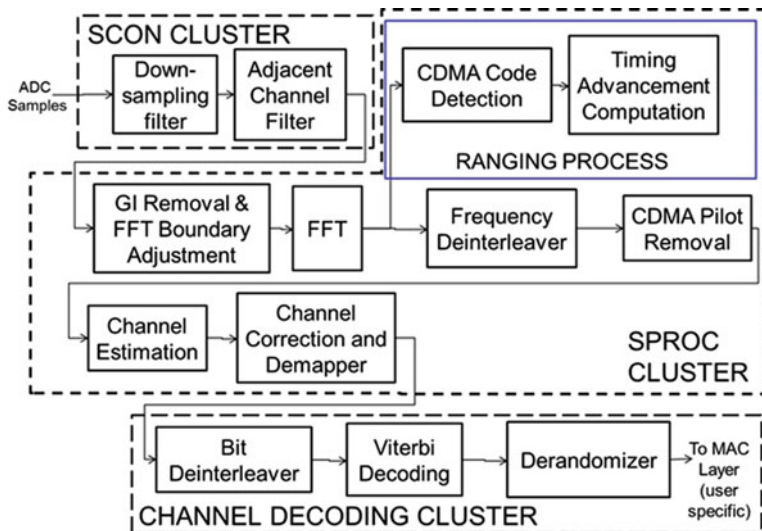 SCON CLUSTER
ADC
Samples
Down-
sampling
filter
Adjacent
Channel
Filter
CDMA Code
Detection
Timing
Advancement
Computation
RANGING PROCESS
GI Removal &
FFT Boundary
Adjustment
FFT
Frequency
Deinterleaver
CDMA Pilot
Removal
Channel
Estimation
Channel
Correction and
Demapper
SPROC
CLUSTER
Bit
Deinterleaver
Viterbi
Decoding
Derandomizer
To MAC
Layer
(user
specific)
CHANNEL DECODING CLUSTER